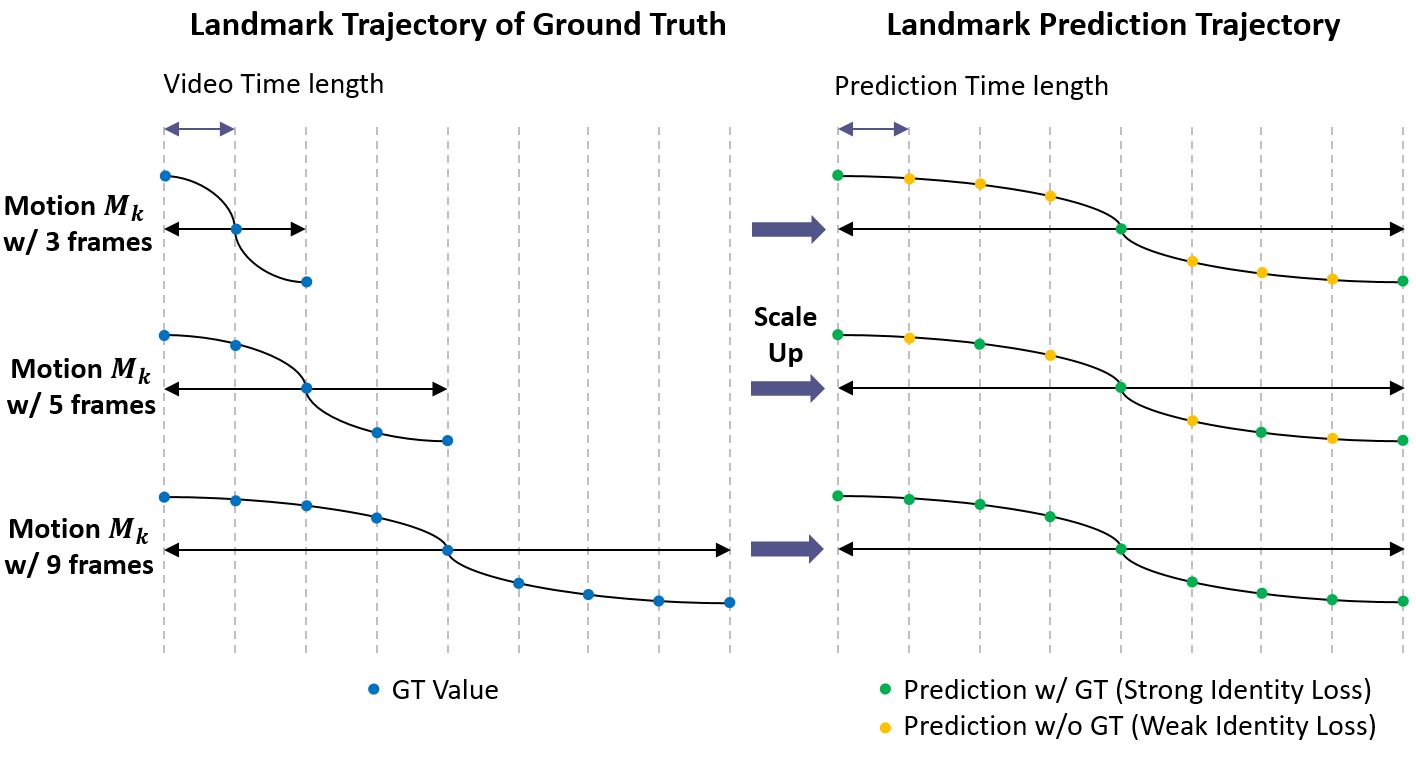 Landmark Trajectory of Ground Truth
Landmark Prediction Trajectory
Video Time length
Prediction Time length
Motion M_k
w/ 3 frames
Scale
Up
Motion M_k
w/ 5 frames
Motion M_k
w/ 9 frames
GT Value
Prediction w/ GT (Strong Identity Loss)
Prediction w/o GT (Weak Identity Loss)